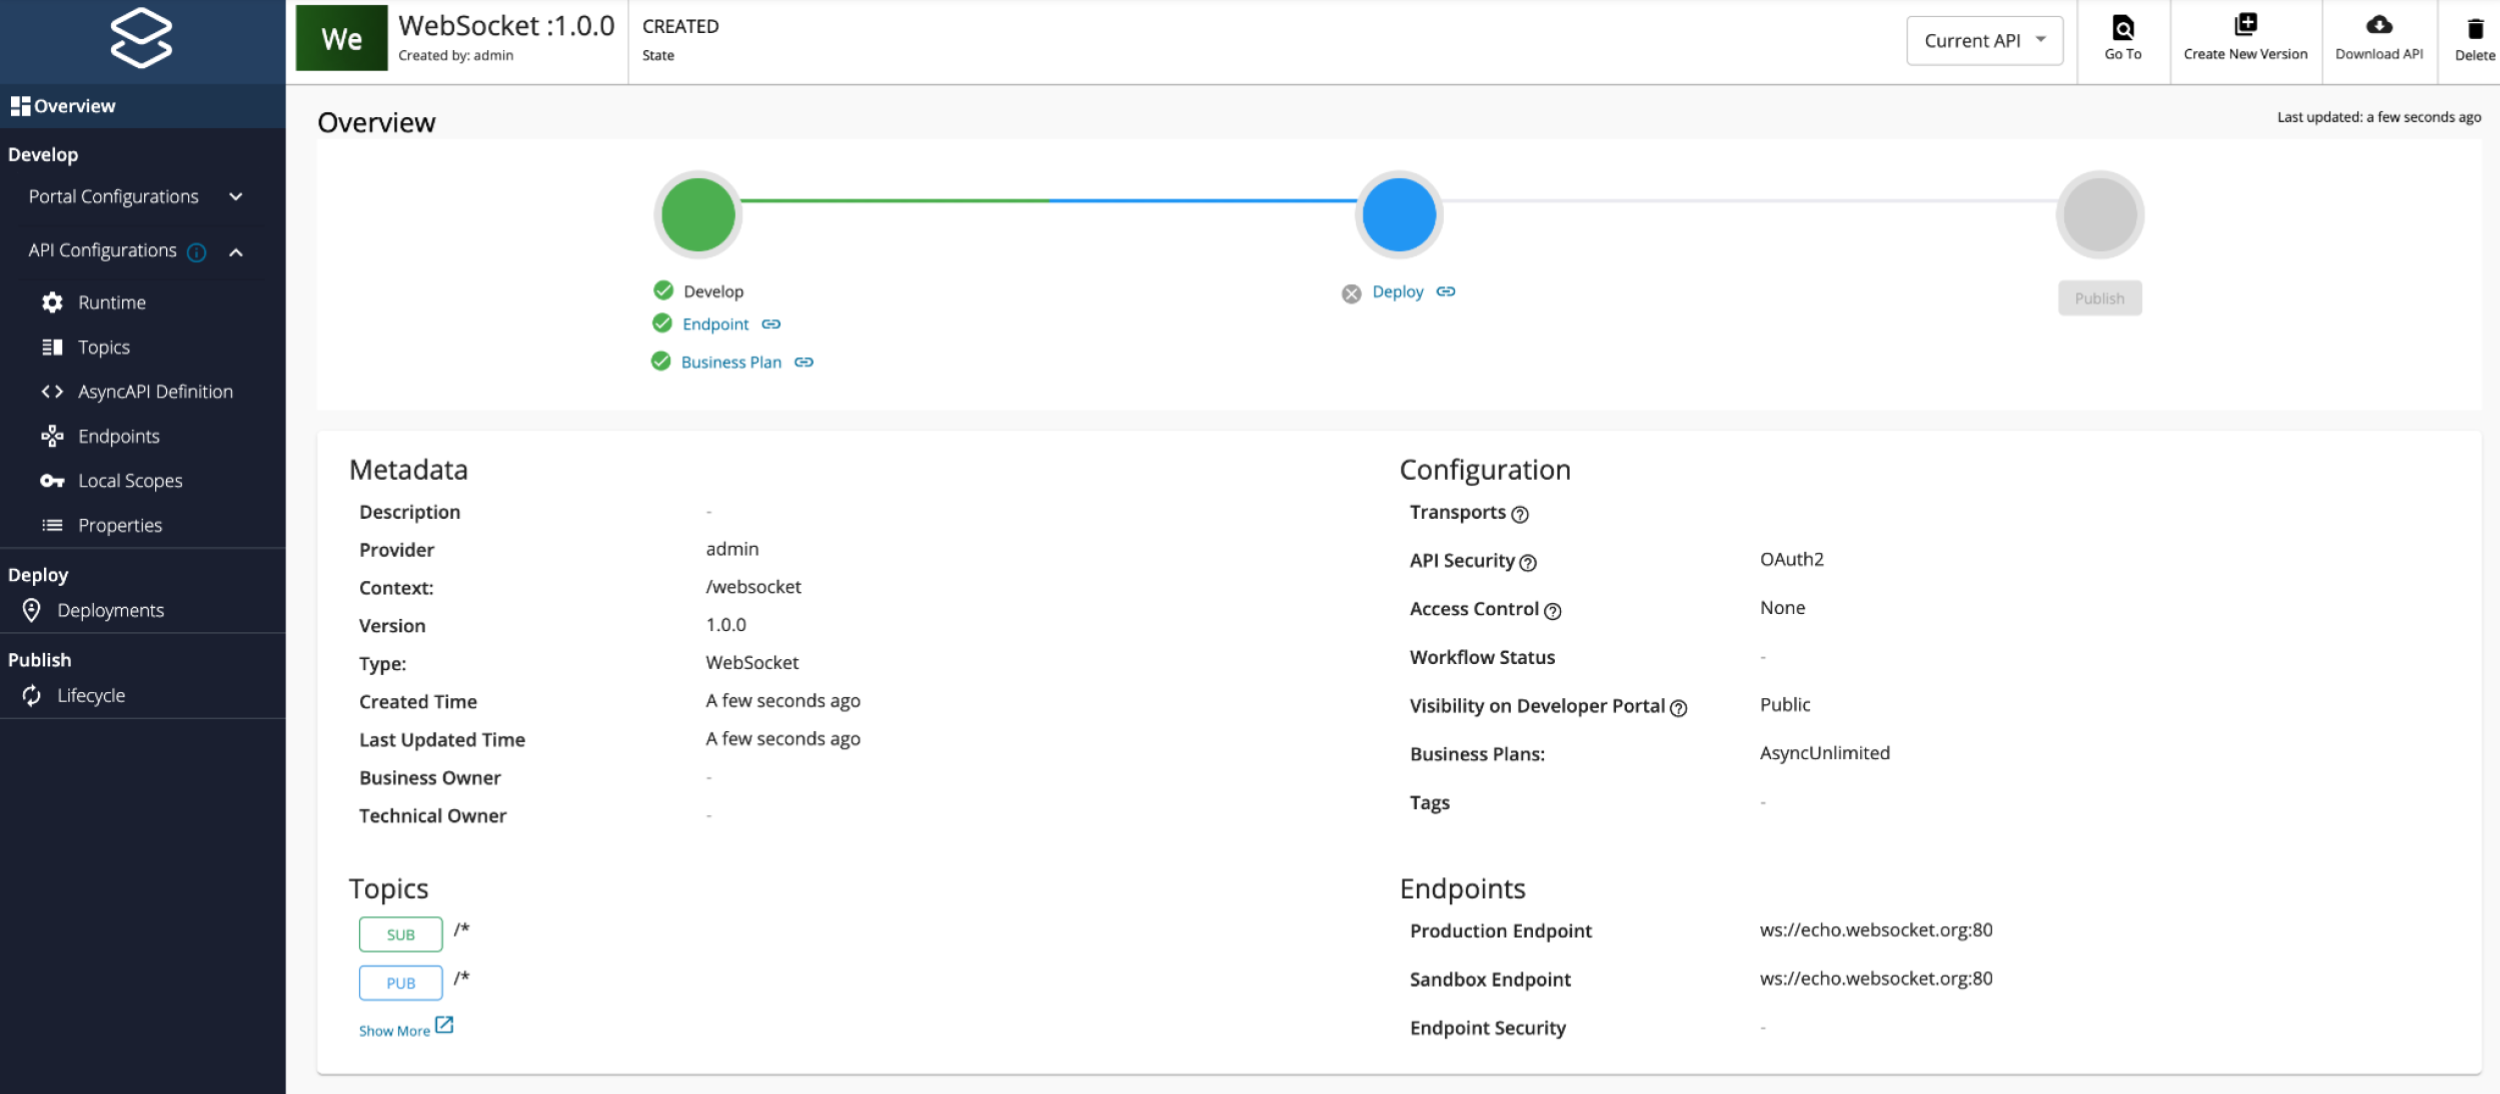 We
WebSocket :1.0.0
Created by: admin
CREATED
State
Current API
Go To
Create New Version
Download API
Delete
Overview
Develop
Portal Configurations
API Configurations
Runtime
Topics
AsyncAPI Definition
Endpoints
Local Scopes
Properties
Deploy
Deployments
Publish
Lifecycle
Overview
Last updated: a few seconds ago
Develop
Endpoint
Business Plan
Deploy
Publish
Metadata
Description -
Provider admin
Context: /websocket
Version 1.0.0
Type: WebSocket
Created Time A few seconds ago
Last Updated Time A few seconds ago
Business Owner -
Technical Owner -
Configuration
Transports
API Security OAuth2
Access Control None
Workflow Status -
Visibility on Developer Portal Public
Business Plans: AsyncUnlimited
Tags -
Topics
SUB /*
PUB /*
Show More
Endpoints
Production Endpoint ws://echo.websocket.org:80
Sandbox Endpoint ws://echo.websocket.org:80
Endpoint Security -